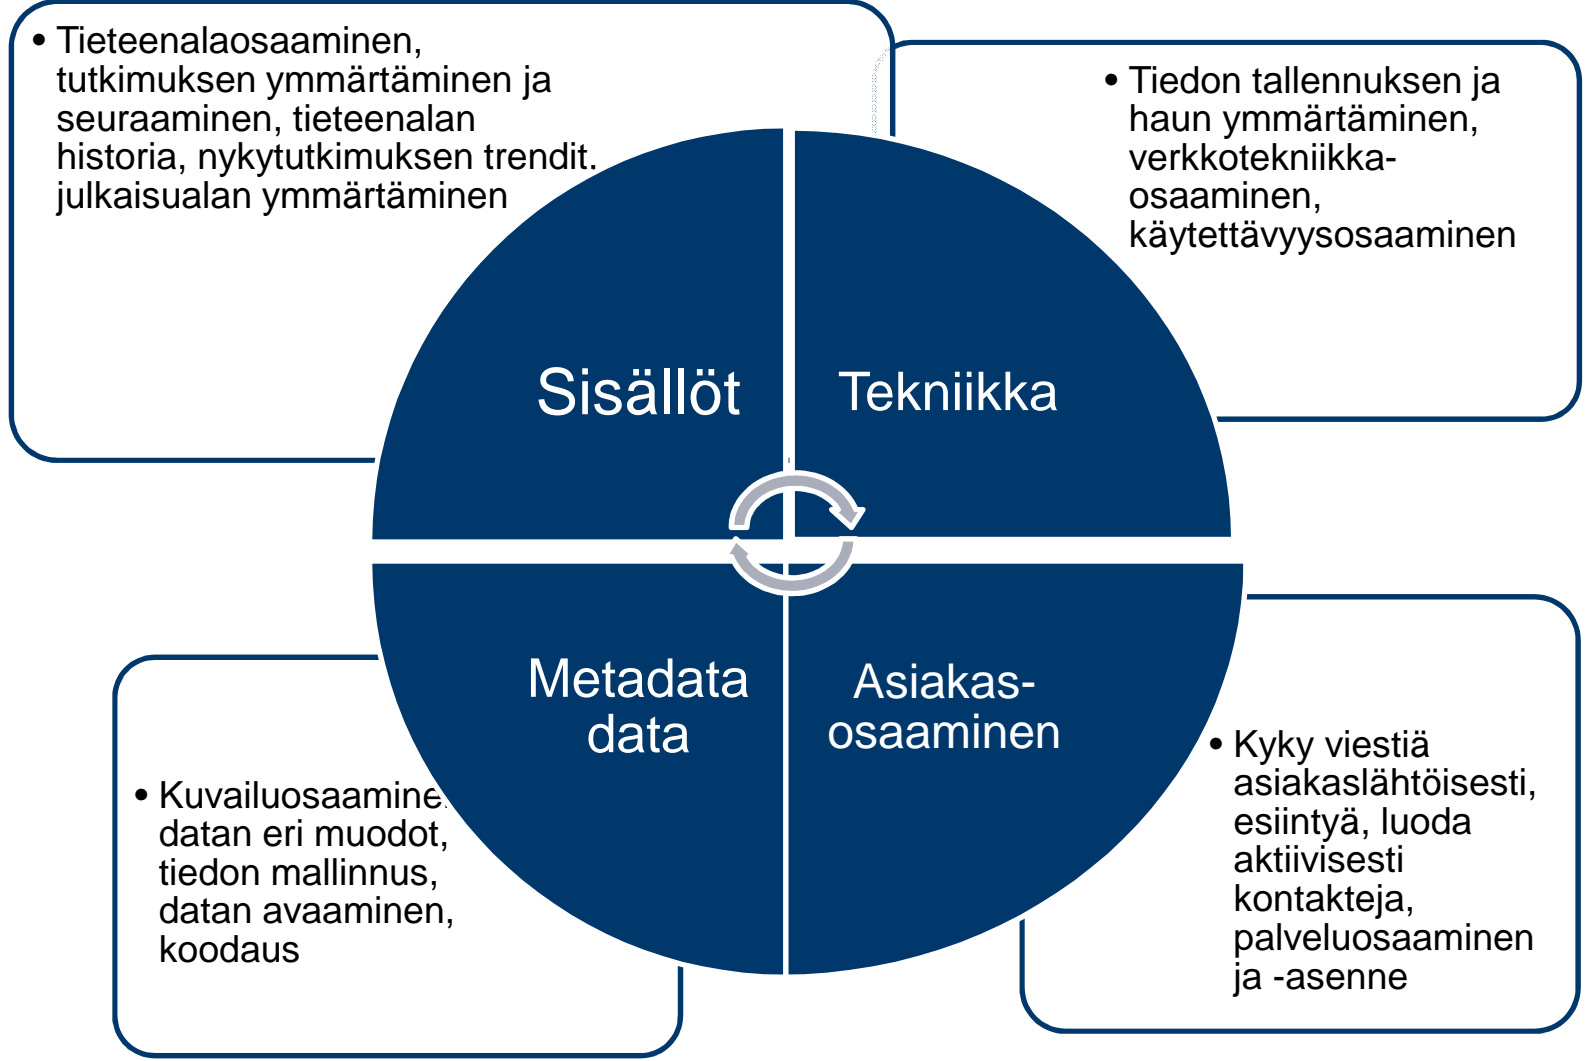 • Tieteenalaosaaminen,
tutkimuksen ymmärtäminen ja
seuraaminen, tieteenalan
historia, nykytutkimuksen trendit.
julkaisualan ymmärtäminen
• Tiedon tallennuksen ja
haun ymmärtäminen,
verkkotekniikka-
osaaminen,
käytettävyysosaaminen
Sisällöt
Tekniikka
Metadata
data
Asiakas-
osaaminen
• Kuvailuosaamine
datan eri muodot,
tiedon mallinnus,
datan avaaminen,
koodaus
• Kyky viestiä
asiakaslähtöisesti,
esiintyä, luoda
aktiivisesti
kontakteja,
palveluosaaminen
ja -asenne